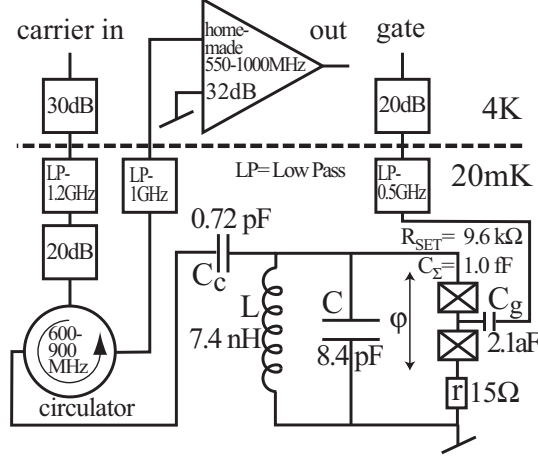 carrier in
out
gate
home-
made
550-1000MHz
32dB
30dB
20dB
4K
LP-
1.2GHz
LP-
1GHz
LP= Low Pass
LP-
0.5GHz
20mK
20dB
0.72 pF
C_c
R_SET= 9.6 kΩ
C_Σ= 1.0 fF
L
7.4 nH
C
8.4 pF
φ
C_g
2.1aF
r 15Ω
600-
900
MHz
circulator